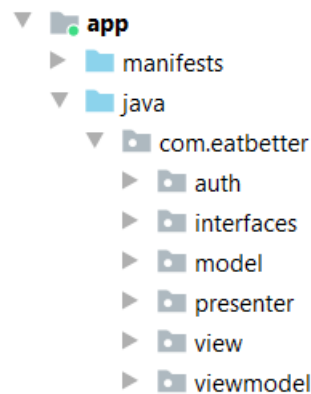 app
manifests
java
com.eatbetter
auth
interfaces
model
presenter
view
viewmodel